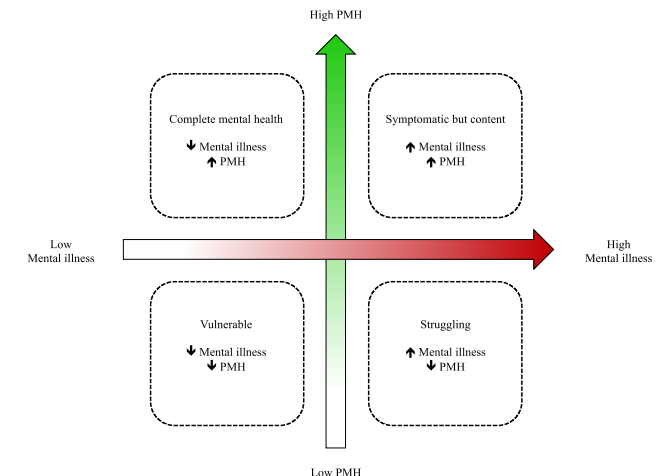 High PMH
Complete mental health
↓ Mental illness
↑ PMH
Symptomatic but content
↑ Mental illness
↑ PMH
Low
Mental illness
High
Mental illness
Vulnerable
↓ Mental illness
↓ PMH
Struggling
↑ Mental illness
↓ PMH
Low PMH